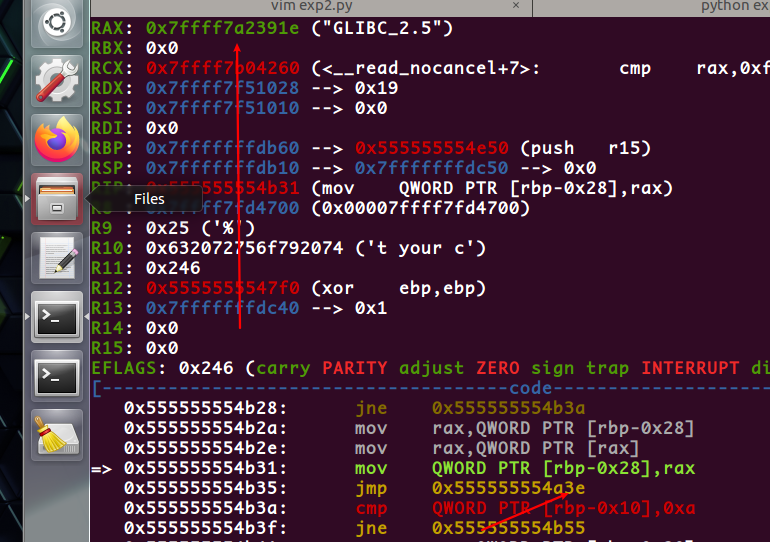 vim exp2.py × python ex
RAX: 0x7ffff7a2391e ("GLIBC_2.5")
RBX: 0x0
RCX: 0x7ffff7b04260 (<__read_nocancel+7>: cmp rax,0xf
RDX: 0x7ffff7f51028 --> 0x19
RSI: 0x7ffff7f51010 --> 0x0
RDI: 0x0
RBP: 0x7fffffffdb60 --> 0x555555554e50 (push r15)
RSP: 0x7fffffffdb10 --> 0x7fffffffdc50 --> 0x0
RIP: 0x555555554b31 (mov QWORD PTR [rbp-0x28],rax)
Files
R8 : 0x7ffff7fd4700 (0x00007ffff7fd4700)
R9 : 0x25 ('%')
R10: 0x632072756f792074 ('t your c')
R11: 0x246
R12: 0x5555555547f0 (xor ebp,ebp)
R13: 0x7fffffffdc40 --> 0x1
R14: 0x0
R15: 0x0
EFLAGS: 0x246 (carry PARITY adjust ZERO sign trap INTERRUPT di
[-------------------------------------code-----------------------
0x555555554b28: jne 0x555555554b3a
0x555555554b2a: mov rax,QWORD PTR [rbp-0x28]
0x555555554b2e: mov rax,QWORD PTR [rax]
=> 0x555555554b31: mov QWORD PTR [rbp-0x28],rax
0x555555554b35: jmp 0x555555554a3e
0x555555554b3a: cmp QWORD PTR [rbp-0x10],0xa
0x555555554b3f: jne 0x555555554b55